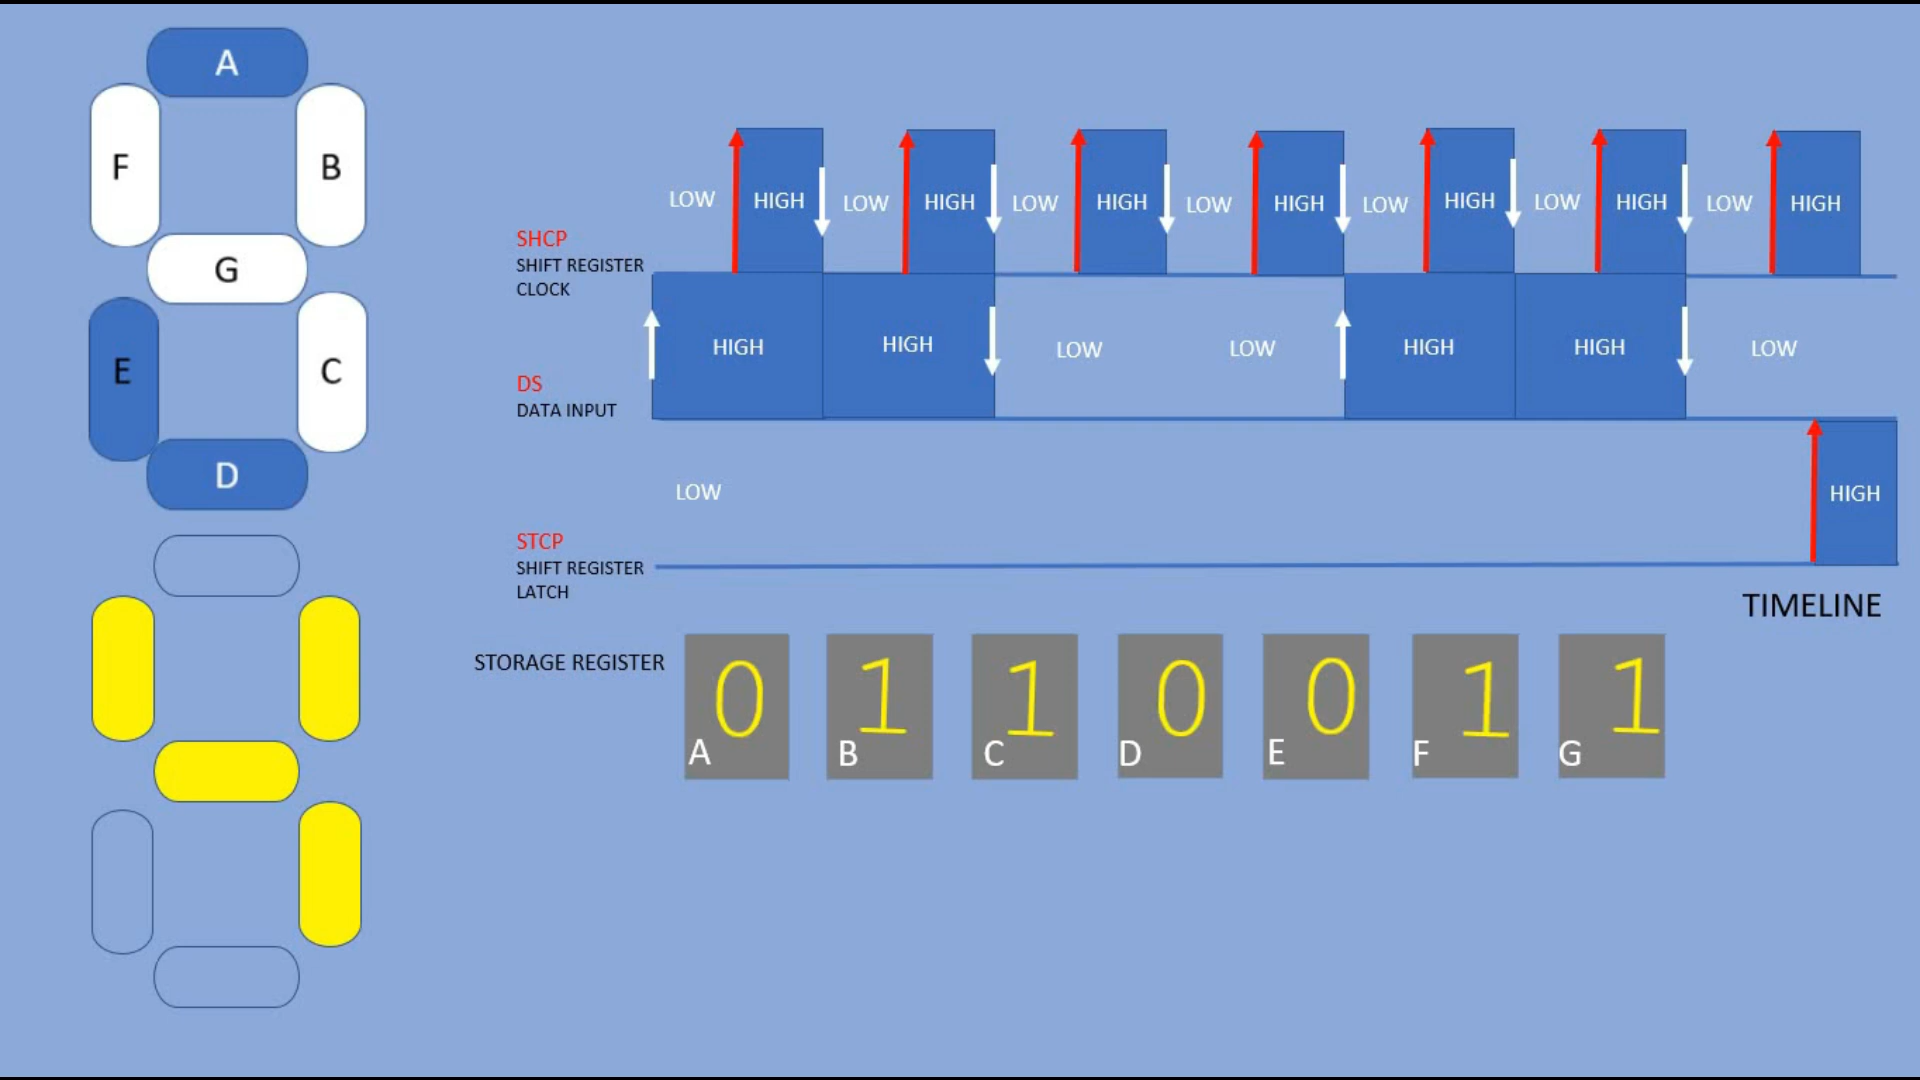 A
F
B
G
E
C
D
LOW
HIGH
LOW
HIGH
LOW
HIGH
LOW
HIGH
LOW
HIGH
LOW
HIGH
LOW
HIGH
SHCP
SHIFT REGISTER
CLOCK
HIGH
HIGH
LOW
LOW
HIGH
HIGH
LOW
DS
DATA INPUT
LOW
HIGH
STCP
SHIFT REGISTER
LATCH
TIMELINE
STORAGE REGISTER
0
1
1
0
0
1
1
A
B
C
D
E
F
G